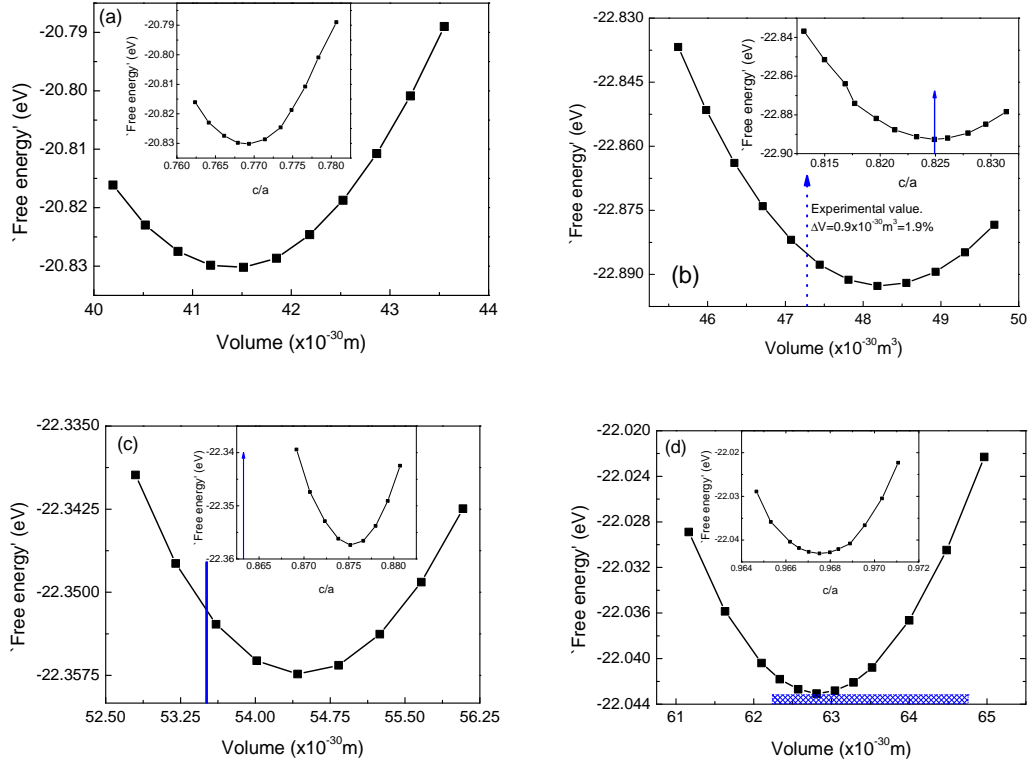 (a)
-20.79
-20.80
-20.81
-20.82
-20.83
`Free energy' (eV)
40 41 42 43 44
Volume (x10⁻³⁰m)
-20.79
-20.80
-20.81
-20.82
-20.83
`Free energy' (eV)
0.760 0.765 0.770 0.775 0.780
c/a
(b)
-22.830
-22.845
-22.860
-22.875
-22.890
`Free energy' (eV)
46 47 48 49 50
Volume (x10⁻³⁰m³)
Experimental value.
ΔV=0.9x10⁻³⁰m³=1.9%
-22.84
-22.86
-22.88
-22.90
`Free energy' (eV)
0.815 0.820 0.825 0.830
c/a
(c)
-22.3350
-22.3425
-22.3500
-22.3575
`Free energy' (eV)
52.50 53.25 54.00 54.75 55.50 56.25
Volume (x10⁻³⁰m)
-22.34
-22.35
-22.36
`Free energy' (eV)
0.865 0.870 0.875 0.880
c/a
(d)
-22.020
-22.024
-22.028
-22.032
-22.036
-22.040
-22.044
`Free energy' (eV)
61 62 63 64 65
Volume (x10⁻³⁰m)
-22.02
-22.03
-22.04
`Free energy' (eV)
0.964 0.966 0.968 0.970 0.972
c/a